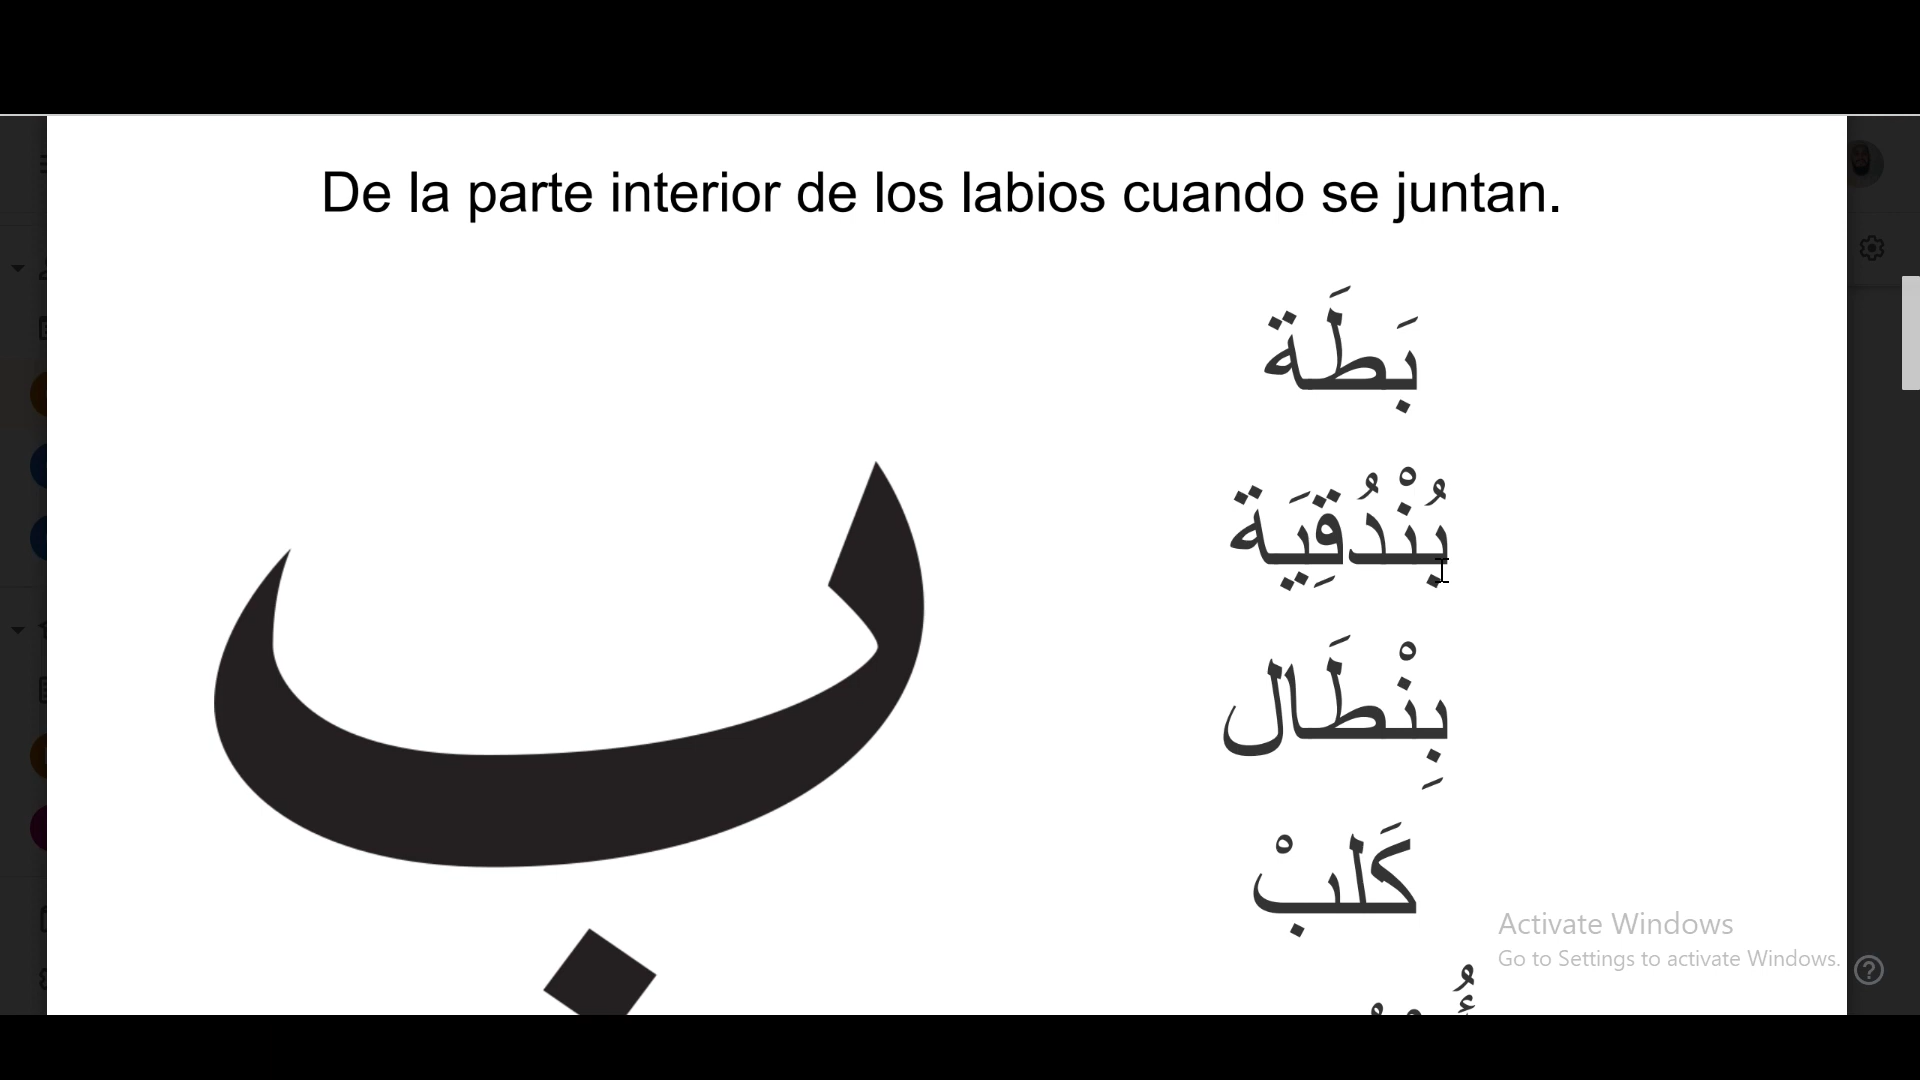 De la parte interior de los labios cuando se juntan.
بَطَة
بُنْدُقِيَة
ب
بِنْطَال
كَلبْ
Activate Windows
Go to Settings to activate Windows.